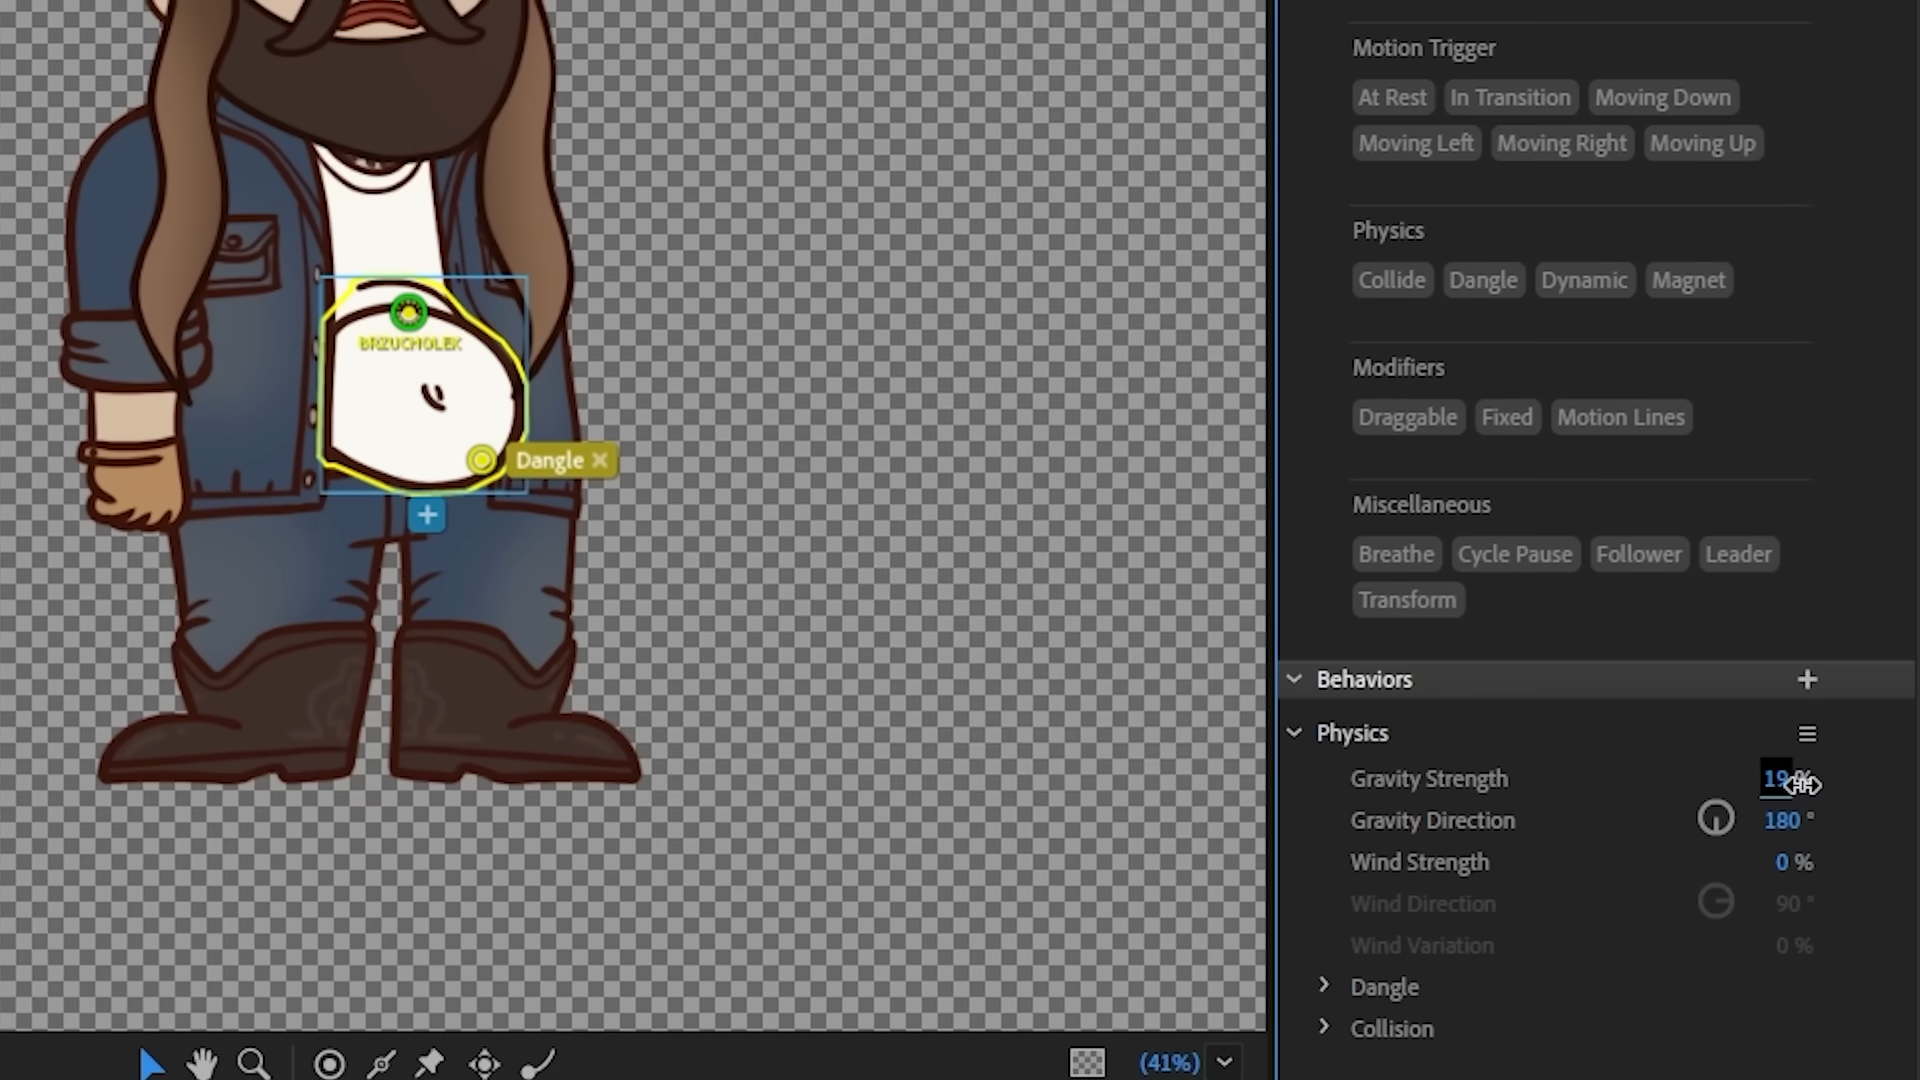 Motion Trigger
At Rest In Transition Moving Down
Moving Left Moving Right Moving Up
Physics
Collide Dangle Dynamic Magnet
Modifiers
Draggable Fixed Motion Lines
Miscellaneous
Breathe Cycle Pause Follower Leader
Transform
Behaviors
Physics
Gravity Strength 19 %
Gravity Direction 180 °
Wind Strength 0 %
Wind Direction 90 °
Wind Variation 0 %
Dangle
Collision
BRZUCHOLEK
Dangle
(41%)